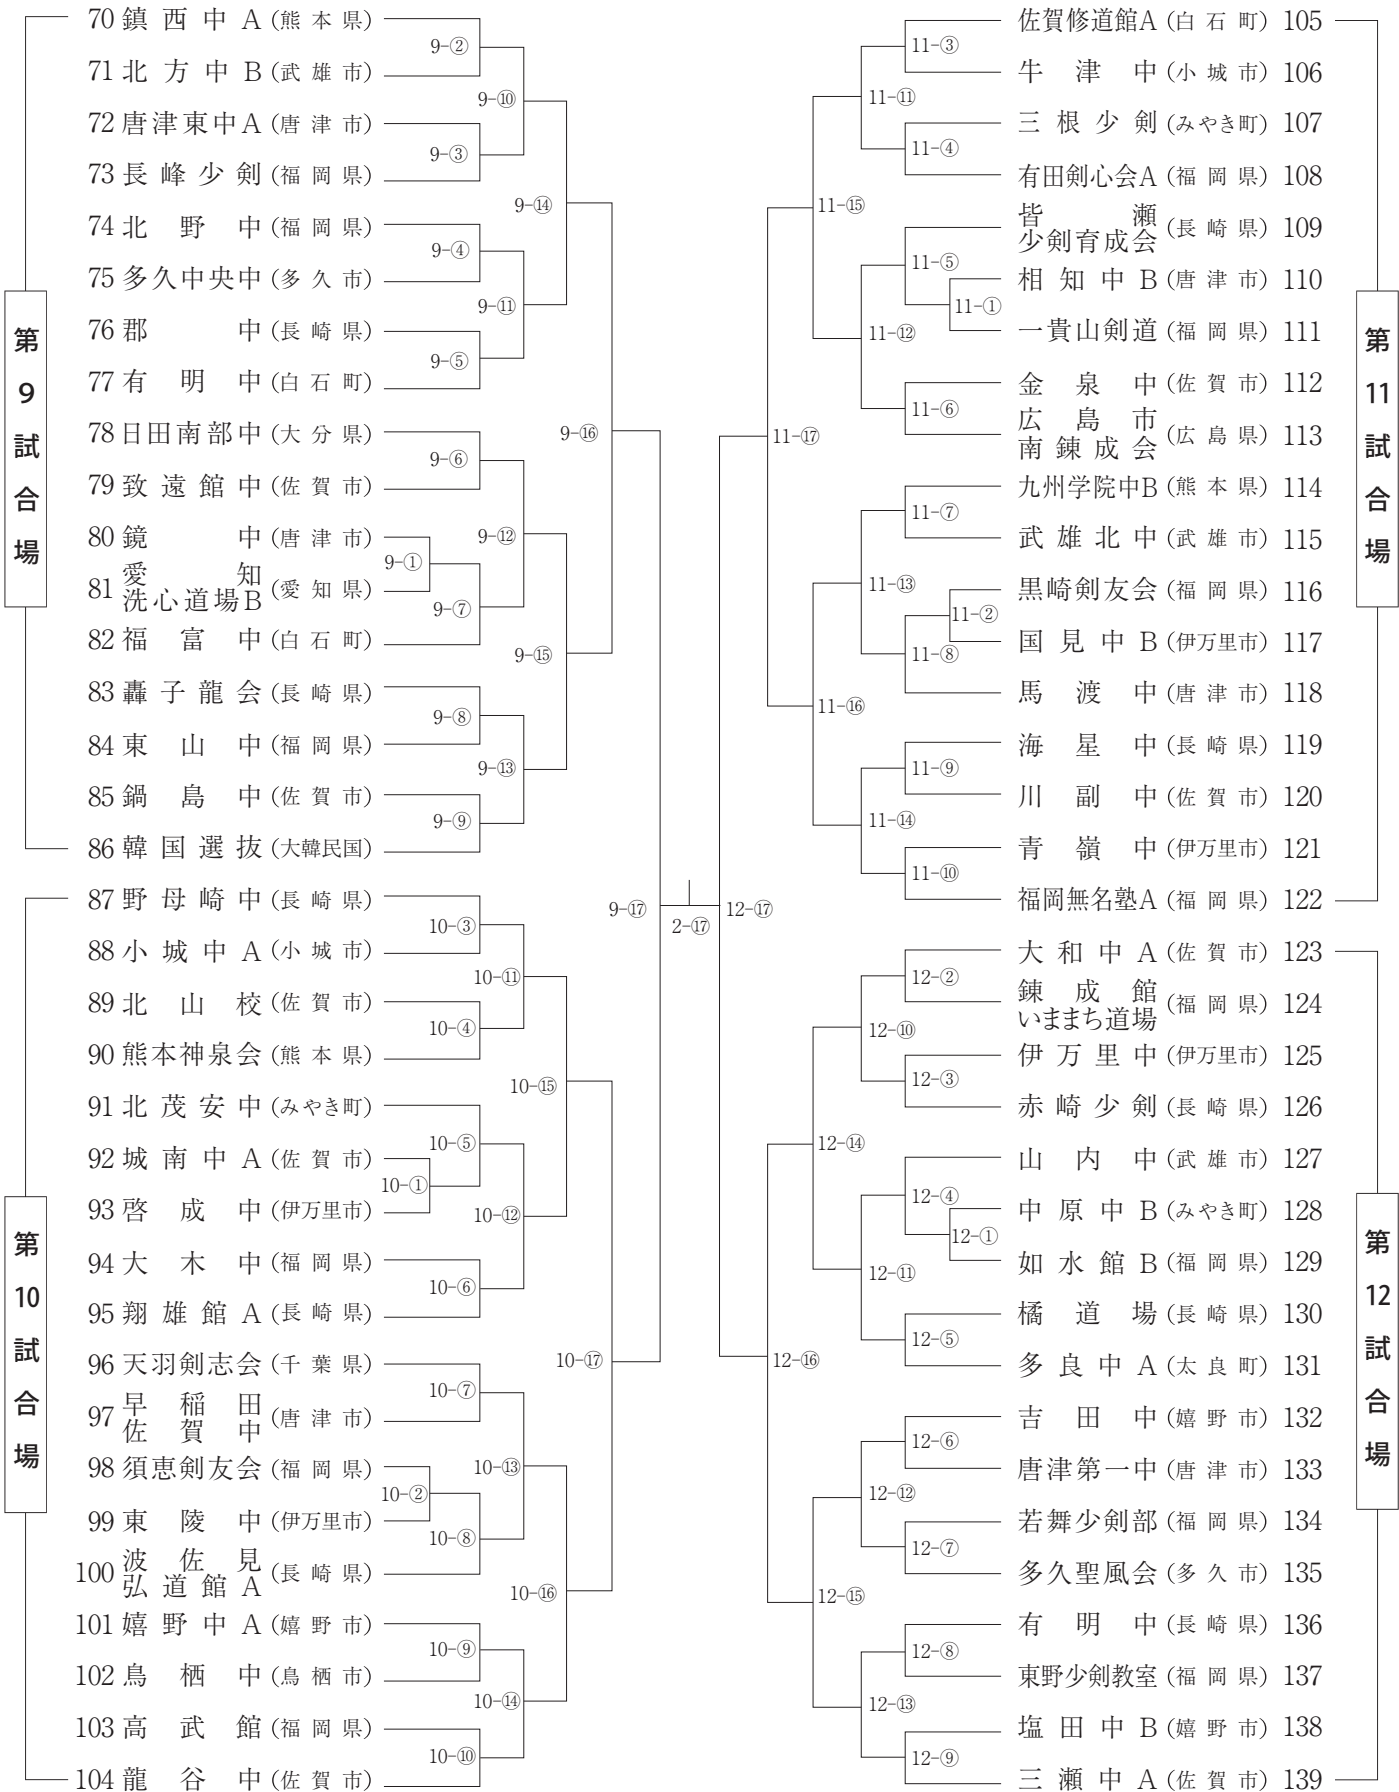 第9試合場
70 鎮西中A (熊本県)
71 北方中B (武雄市)
72 唐津東中A (唐津市)
73 長峰少剣 (福岡県)
74 北野中 (福岡県)
75 多久中央中 (多久市)
76 郡中 (長崎県)
77 有明中 (白石町)
78 日田南部中 (大分県)
79 致遠館中 (佐賀市)
80 鏡中 (唐津市)
81 愛知洗心道場B (愛知県)
82 福富中 (白石町)
83 轟子龍会 (長崎県)
84 東山中 (福岡県)
85 鍋島中 (佐賀市)
86 韓国選抜 (大韓民国)
9-②
9-⑩
9-③
9-⑭
9-④
9-⑪
9-⑤
9-⑯
9-⑥
9-⑫
9-①
9-⑦
9-⑮
9-⑧
9-⑬
9-⑨
9-⑰
第10試合場
87 野母崎中 (長崎県)
88 小城中A (小城市)
89 北山校 (佐賀市)
90 熊本神泉会 (熊本県)
91 北茂安中 (みやき町)
92 城南中A (佐賀市)
93 啓成中 (伊万里市)
94 大木中 (福岡県)
95 翔雄館A (長崎県)
96 天羽剣志会 (千葉県)
97 早稲田佐賀中 (唐津市)
98 須恵剣友会 (福岡県)
99 東陵中 (伊万里市)
100 波佐見弘道館A (長崎県)
101 嬉野中A (嬉野市)
102 鳥栖中 (鳥栖市)
103 高武館 (福岡県)
104 龍谷中 (佐賀市)
10-③
10-⑪
10-④
10-⑮
10-⑤
10-①
10-⑫
10-⑥
10-⑰
10-⑦
10-⑬
10-②
10-⑧
10-⑯
10-⑨
10-⑭
10-⑩
2-⑰
第11試合場
佐賀修道館A (白石町) 105
牛津中 (小城市) 106
三根少剣 (みやき町) 107
有田剣心会A (福岡県) 108
皆瀬少剣育成会 (長崎県) 109
相知中B (唐津市) 110
一貴山剣道 (福岡県) 111
金泉中 (佐賀市) 112
広島市南錬成会 (広島県) 113
九州学院中B (熊本県) 114
武雄北中 (武雄市) 115
黒崎剣友会 (福岡県) 116
国見中B (伊万里市) 117
馬渡中 (唐津市) 118
海星中 (長崎県) 119
川副中 (佐賀市) 120
青嶺中 (伊万里市) 121
福岡無名塾A (福岡県) 122
11-③
11-⑪
11-④
11-⑮
11-⑤
11-①
11-⑫
11-⑥
11-⑰
11-⑦
11-⑬
11-②
11-⑧
11-⑯
11-⑨
11-⑭
11-⑩
12-⑰
第12試合場
大和中A (佐賀市) 123
錬成館いままち道場 (福岡県) 124
伊万里中 (伊万里市) 125
赤崎少剣 (長崎県) 126
山内中 (武雄市) 127
中原中B (みやき町) 128
如水館B (福岡県) 129
橘道場 (長崎県) 130
多良中A (太良町) 131
吉田中 (嬉野市) 132
唐津第一中 (唐津市) 133
若舞少剣部 (福岡県) 134
多久聖風会 (多久市) 135
有明中 (長崎県) 136
東野少剣教室 (福岡県) 137
塩田中B (嬉野市) 138
三瀬中A (佐賀市) 139
12-②
12-⑩
12-③
12-⑭
12-④
12-①
12-⑪
12-⑤
12-⑯
12-⑥
12-⑫
12-⑦
12-⑮
12-⑧
12-⑬
12-⑨